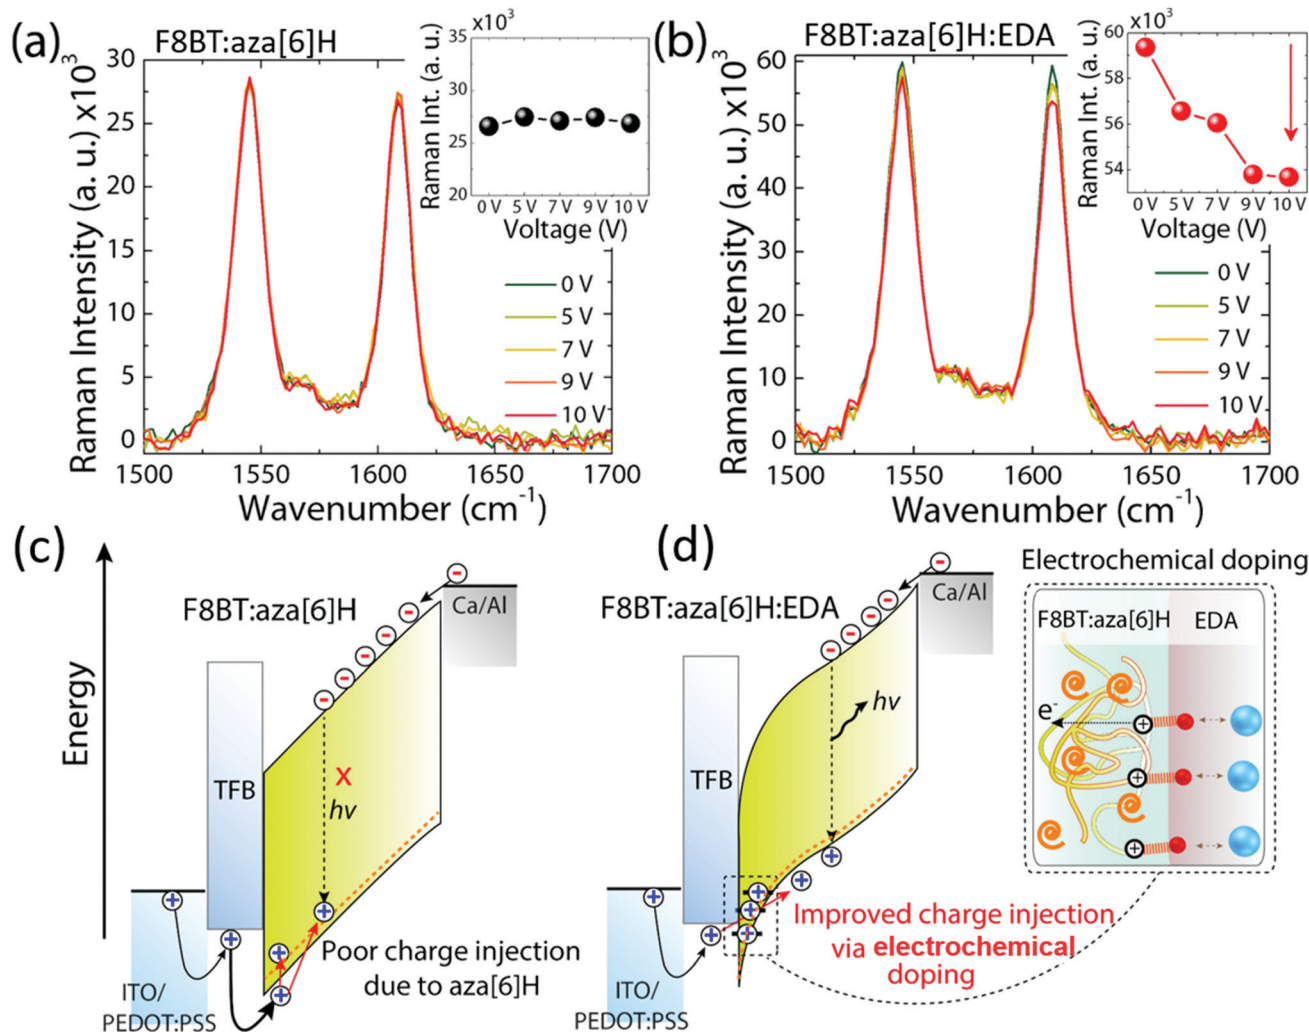 (a)
F8BT:aza[6]H
Raman Intensity (a. u.) x10³
30
25
20
15
10
5
0
1500
1550
1600
1650
1700
Wavenumber (cm⁻¹)
x10³
Raman Int. (a. u.)
35
30
25
20
0 V
5 V
7 V
9 V
10 V
Voltage (V)
0 V
5 V
7 V
9 V
10 V
(b)
F8BT:aza[6]H:EDA
Raman Intensity (a. u.) x10³
60
50
40
30
20
10
0
1500
1550
1600
1650
1700
Wavenumber (cm⁻¹)
x10³
Raman Int. (a. u.)
60
58
56
54
0 V
5 V
7 V
9 V
10 V
Voltage (V)
0 V
5 V
7 V
9 V
10 V
(c)
Energy
F8BT:aza[6]H
Ca/Al
TFB
x
hν
Poor charge injection
due to aza[6]H
ITO/
PEDOT:PSS
(d)
F8BT:aza[6]H:EDA
Ca/Al
TFB
hν
Improved charge injection
via electrochemical
doping
ITO/
PEDOT:PSS
Electrochemical doping
F8BT:aza[6]H
EDA
e⁻